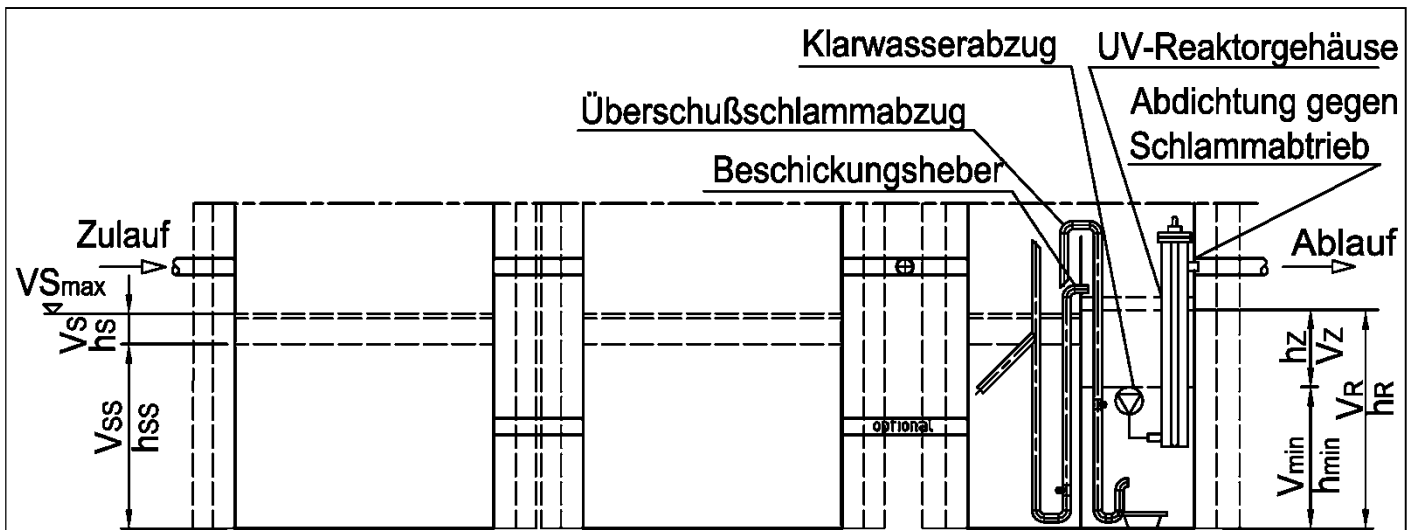 Klarwasserabzug
UV-Reaktorgehäuse
Überschußschlammabzug
Abdichtung gegen
Schlammabtrieb
Beschickungsheber
Zulauf
Ablauf
VSmax
VS
hS
VSS
hSS
optional
hZ
VZ
VR
hR
Vmin
hmin